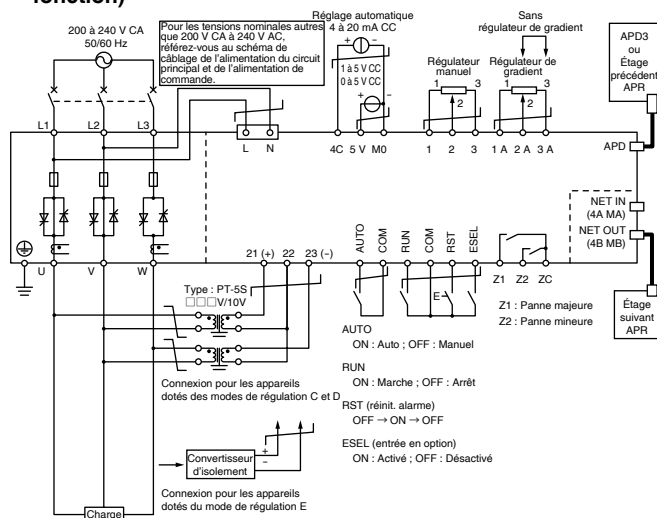 fonction)
200 à 240 V CA
50/60 Hz
Pour les tensions nominales autres
que 200 V CA à 240 V AC,
référez-vous au schéma de
câblage de l'alimentation du circuit
principal et de l'alimentation de
commande.
Réglage automatique
4 à 20 mA CC
+ −
1 à 5 V CC
0 à 5 V CC
+ −
Sans
régulateur de gradient
Régulateur
manuel
1 3
2
Régulateur de
gradient
1 3
2
APD3
ou
Étage
précédent
APR
L1 L2 L3
L N
4C 5 V M0
1 2 3
1 A 2 A 3 A
APD
NET IN
(4A MA)
NET OUT
(4B MB)
U V W
21 (+) 22 23 (−)
AUTO
COM
RUN
COM
RST
ESEL
Z1 Z2 ZC
E
Type : PT-5S
□□□V/10V
Z1 : Panne majeure
Z2 : Panne mineure
Étage
suivant
APR
AUTO
ON : Auto ; OFF : Manuel
RUN
ON : Marche ; OFF : Arrêt
RST (réinit. alarme)
OFF → ON → OFF
ESEL (entrée en option)
ON : Activé ; OFF : Désactivé
Connexion pour les appareils
dotés des modes de régulation C et D
Convertisseur
d'isolement
+
−
Connexion pour les appareils
dotés du mode de régulation E
Charge